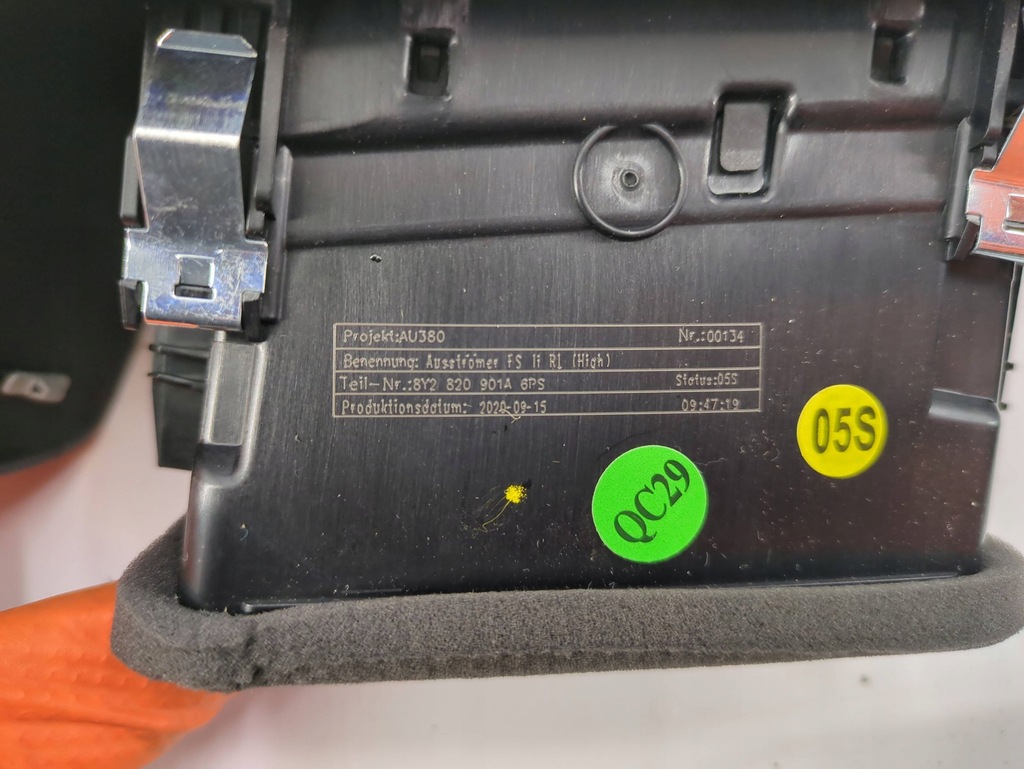 Projekt:AU380 Nr.:00134
Benennung: Ausströmer FS li RL (High)
Teil-Nr.:8Y2 820 901A 6PS Status:05S
Produktionsdatum: 2020-09-15 09:47:19
05S
QC29